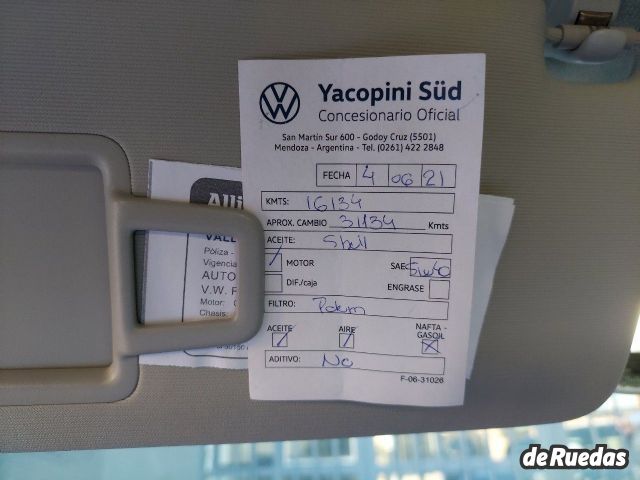 Yacopini Süd
Concesionario Oficial
San Martín Sur 600 - Godoy Cruz (5501)
Mendoza - Argentina - Tel. (0261) 422 2848
FECHA 4 06 21
KMTS: 16134
APROX. CAMBIO 31134 Kmts
ACEITE: Shell
MOTOR SAE: 5w40
DIF./caja ENGRASE
FILTRO:
ACEITE AIRE NAFTA - GASOIL
ADITIVO: No
F-06-31026
Alli
VALL
Póliza -
Vigencia
AUTO
V.W.
Motor:
Chasis:
deRuedas